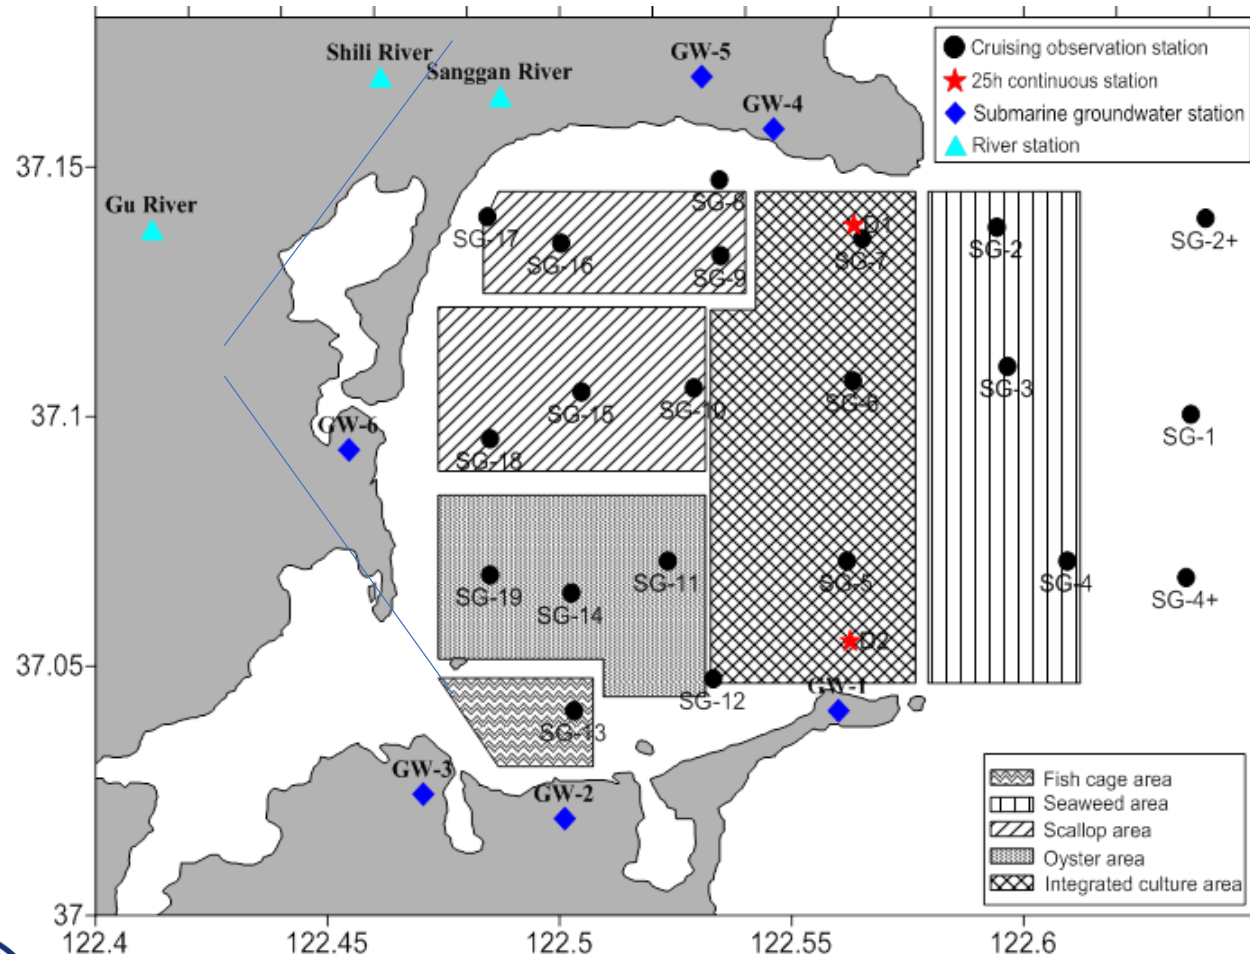 Shili River
Sanggan River
GW-5
GW-4
Cruising observation station
25h continuous station
Submarine groundwater station
River station
37.15
Gu River
SG-8
SG-17
SG-16
SG-9
D1
SG-7
SG-2
SG-2+
37.1
GW-6
SG-15
SG-10
SG-18
SG-6
SG-3
SG-1
SG-19
SG-14
SG-11
SG-5
SG-4
SG-4+
37.05
D2
SG-12
GW-1
SG-13
GW-3
GW-2
Fish cage area
Seaweed area
Scallop area
Oyster area
Integrated culture area
37
122.4
122.45
122.5
122.55
122.6